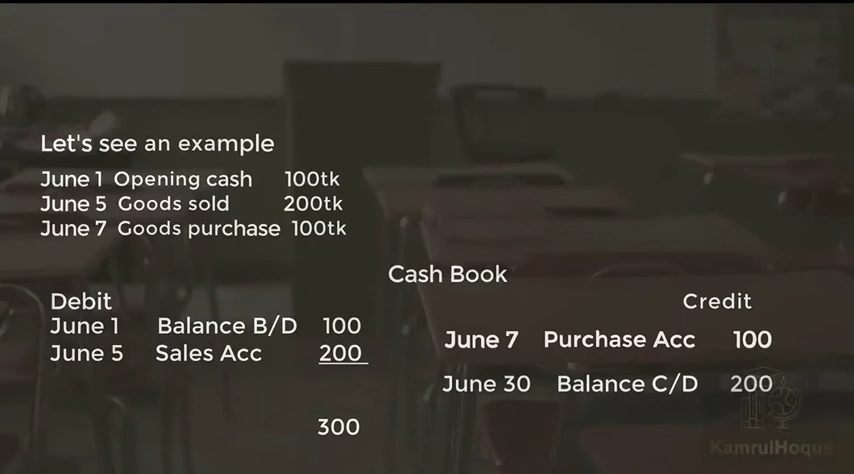 Let's see an example
June 1 Opening cash 100tk
June 5 Goods sold 200tk
June 7 Goods purchase 100tk
Cash Book
Debit Credit
June 1 Balance B/D 100
June 7 Purchase Acc 100
June 5 Sales Acc 200
June 30 Balance C/D 200
300
KamrulHoque